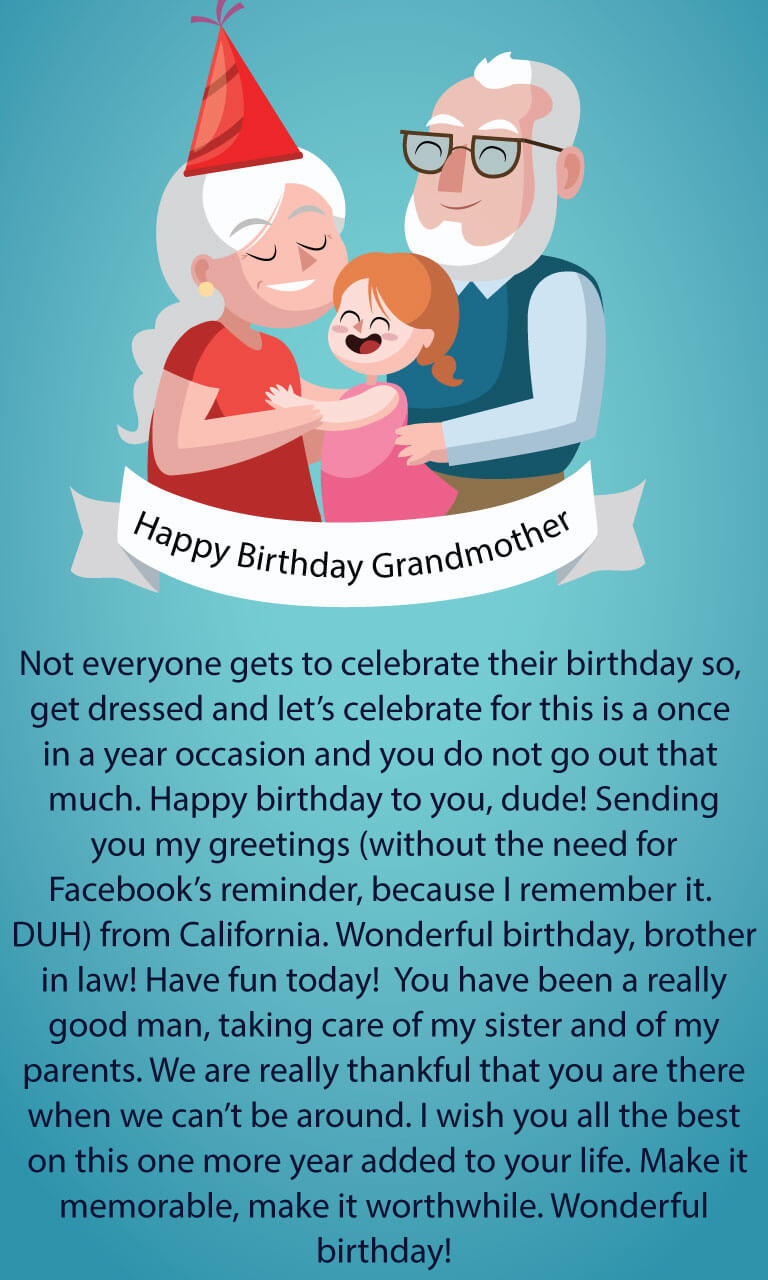 Happy Birthday Grandmother
Not everyone gets to celebrate their birthday so,
get dressed and let’s celebrate for this is a once
in a year occasion and you do not go out that
much. Happy birthday to you, dude! Sending
you my greetings (without the need for
Facebook’s reminder, because I remember it.
DUH) from California. Wonderful birthday, brother
in law! Have fun today!  You have been a really
good man, taking care of my sister and of my
parents. We are really thankful that you are there
when we can’t be around. I wish you all the best
on this one more year added to your life. Make it
memorable, make it worthwhile. Wonderful
birthday!